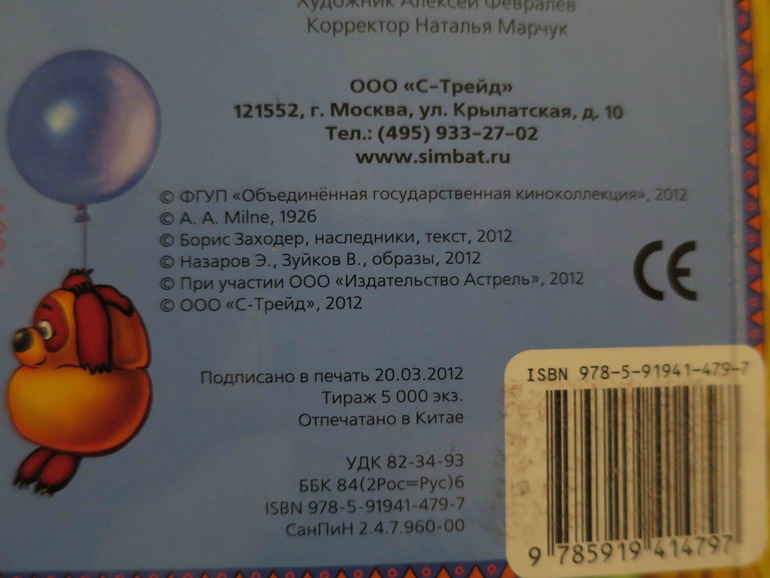 Художник Алексей Февралев
Корректор Наталья Марчук
ООО «С-Трейд»
121552, г. Москва, ул. Крылатская, д. 10
Тел.: (495) 933-27-02
www.simbat.ru
© ФГУП «Объединённая государственная киноколлекция», 2012
© A. A. Milne, 1926
© Борис Заходер, наследники, текст, 2012
© Назаров Э., Зуйков В., образы, 2012
© При участии ООО «Издательство Астрель», 2012
© ООО «С-Трейд», 2012
CE
Подписано в печать 20.03.2012
Тираж 5 000 экз.
Отпечатано в Китае
УДК 82-34-93
ББК 84(2Рос=Рус)6
ISBN 978-5-91941-479-7
СанПиН 2.4.7.960-00
ISBN 978-5-91941-479-7
9 785919 414797